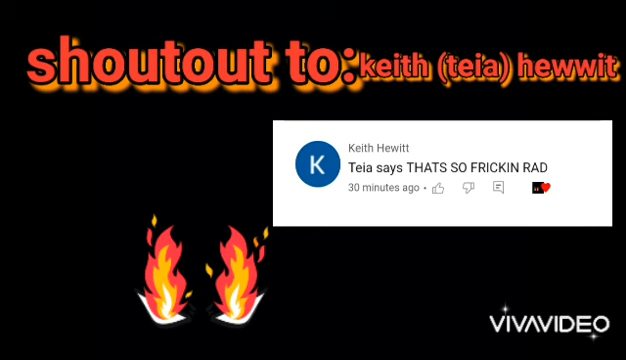 shoutout to: keith (teia) hewwit
Keith Hewitt
K
Teia says THATS SO FRICKIN RAD
30 minutes ago •
VIVAVIDEO